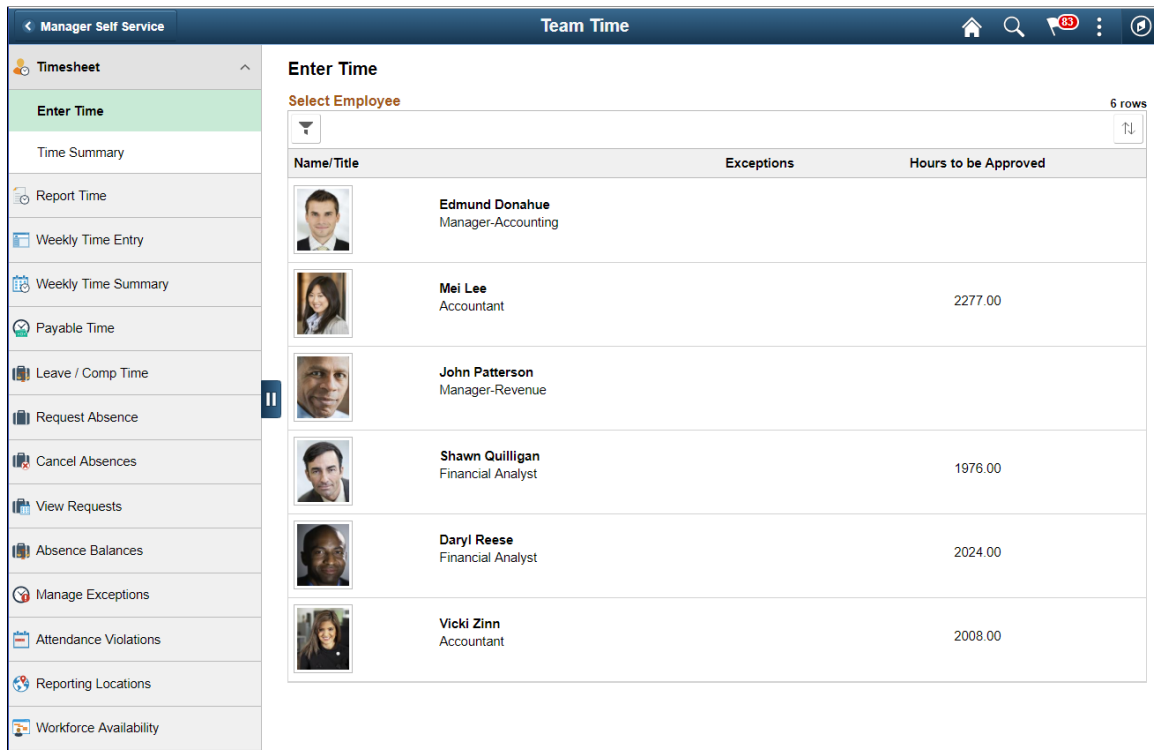 Manager Self Service
Team Time
83
Timesheet
Enter Time
Time Summary
Report Time
Weekly Time Entry
Weekly Time Summary
Payable Time
Leave / Comp Time
Request Absence
Cancel Absences
View Requests
Absence Balances
Manage Exceptions
Attendance Violations
Reporting Locations
Workforce Availability
Enter Time
Select Employee
6 rows
Name/Title Exceptions Hours to be Approved
Edmund Donahue
Manager-Accounting
Mei Lee
Accountant
2277.00
John Patterson
Manager-Revenue
Shawn Quilligan
Financial Analyst
1976.00
Daryl Reese
Financial Analyst
2024.00
Vicki Zinn
Accountant
2008.00